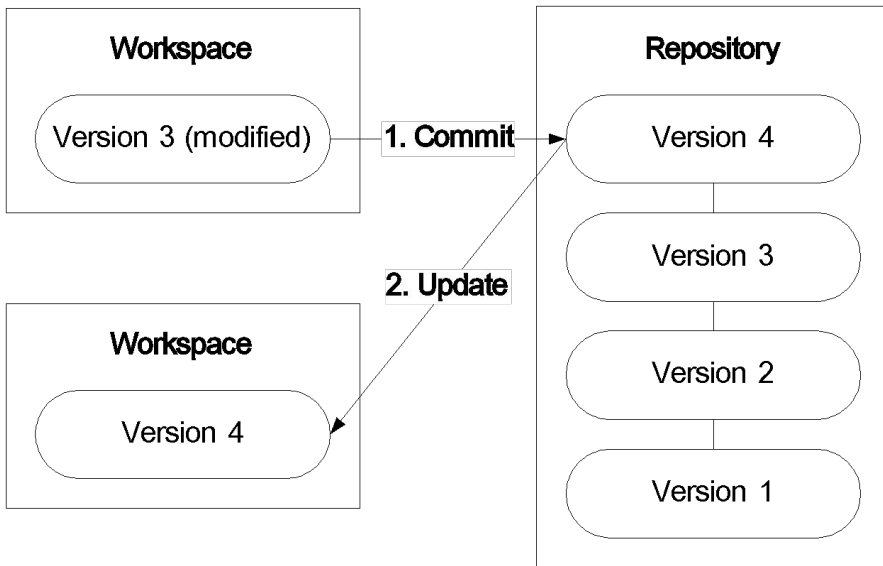 Workspace
Version 3 (modified)
1. Commit
2. Update
Workspace
Version 4
Repository
Version 4
Version 3
Version 2
Version 1